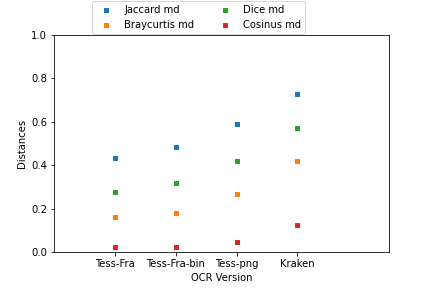 Jaccard md Dice md
Braycurtis md Cosinus md
1.0
0.8
0.6
0.4
0.2
0.0
Distances
Tess-Fra Tess-Fra-bin Tess-png Kraken
OCR Version